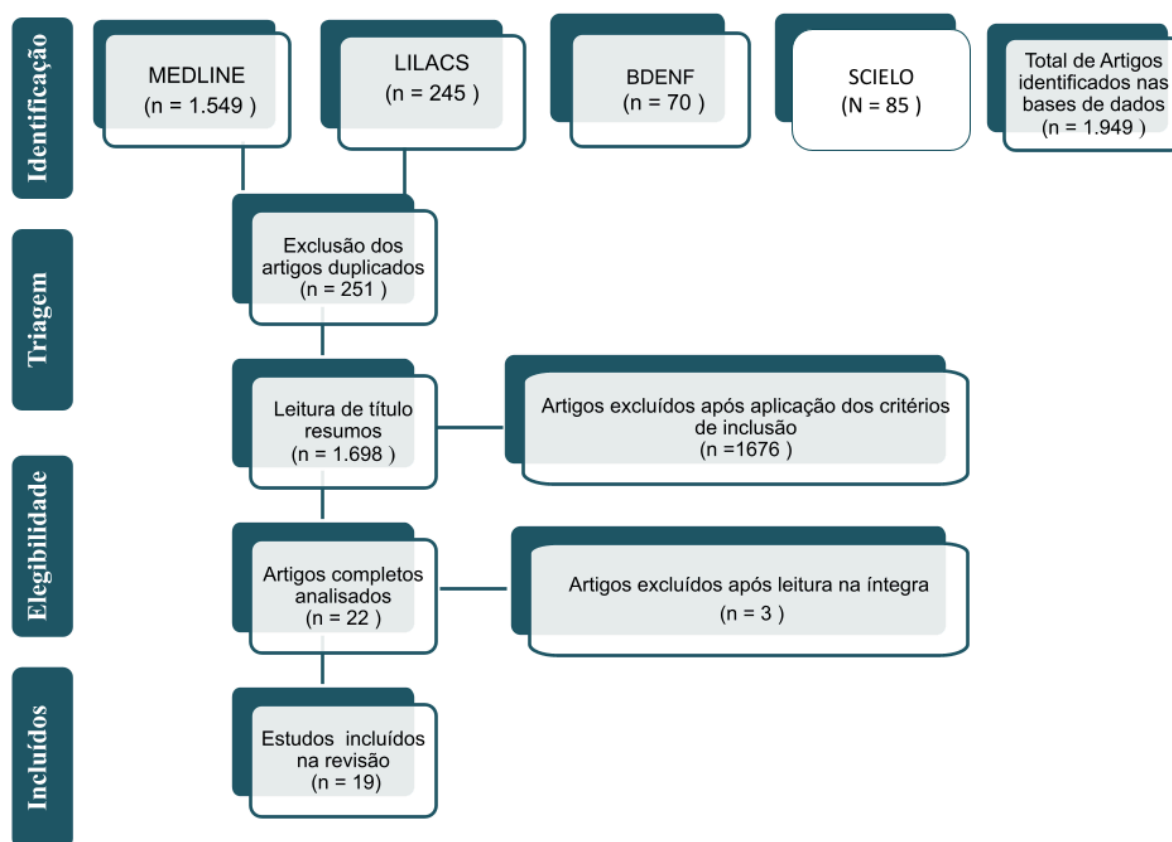 Identificação
MEDLINE
(n = 1.549 )
LILACS
(n = 245 )
BDENF
(n = 70 )
SCIELO
(N = 85 )
Total de Artigos
identificados nas
bases de dados
(n = 1.949 )
Triagem
Exclusão dos
artigos duplicados
(n = 251 )
Leitura de título
resumos
(n = 1.698 )
Artigos excluídos após aplicação dos critérios
de inclusão
(n =1676 )
Elegibilidade
Artigos completos
analisados
(n = 22 )
Artigos excluídos após leitura na íntegra
(n = 3 )
Incluídos
Estudos incluídos
na revisão
(n = 19)